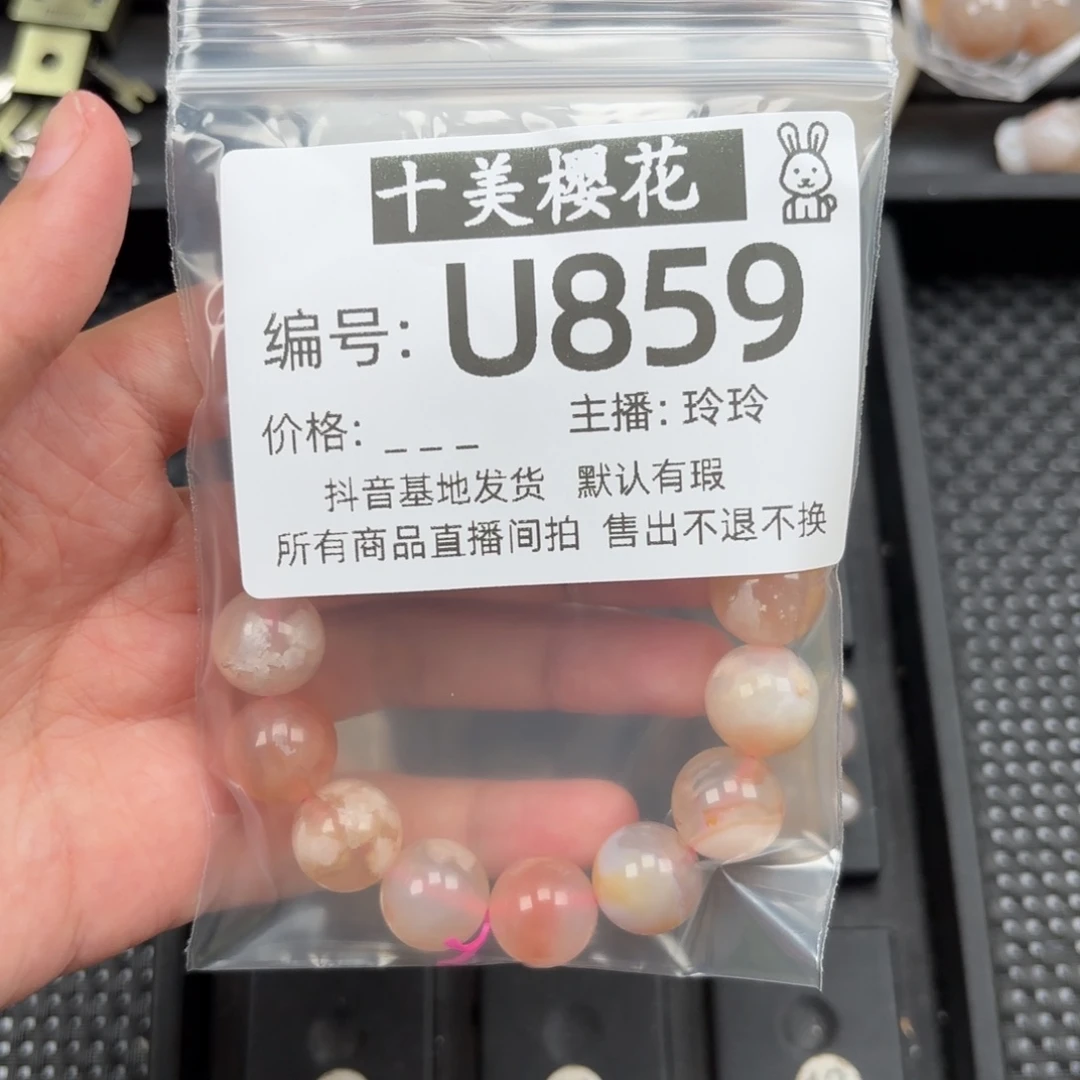 十美樱花
编号: U859
价格: _ _ _ 主播: 玲玲
抖音基地发货 默认有瑕
所有商品直播间拍 售出不退不换